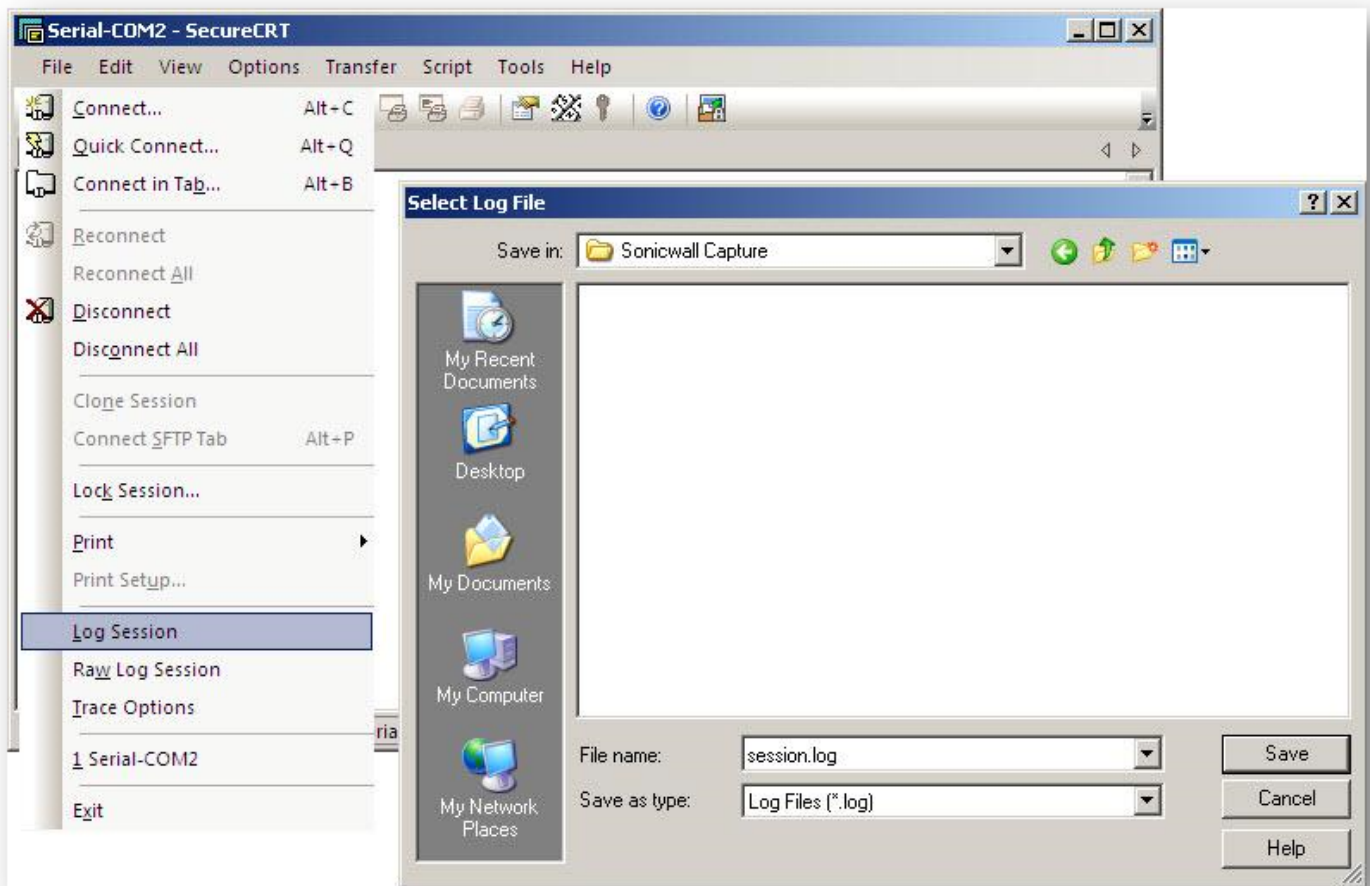 Serial-COM2 - SecureCRT
File Edit View Options Transfer Script Tools Help
Connect... Alt+C
Quick Connect... Alt+Q
Connect in Tab... Alt+B
Reconnect
Reconnect All
Disconnect
Disconnect All
Clone Session
Connect SFTP Tab Alt+P
Lock Session...
Print
Print Setup...
Log Session
Raw Log Session
Trace Options
1 Serial-COM2
Exit
ria
Select Log File
Save in: Sonicwall Capture
My Recent
Documents
Desktop
My Documents
My Computer
My Network
Places
File name: session.log
Save as type: Log Files (*.log)
Save
Cancel
Help